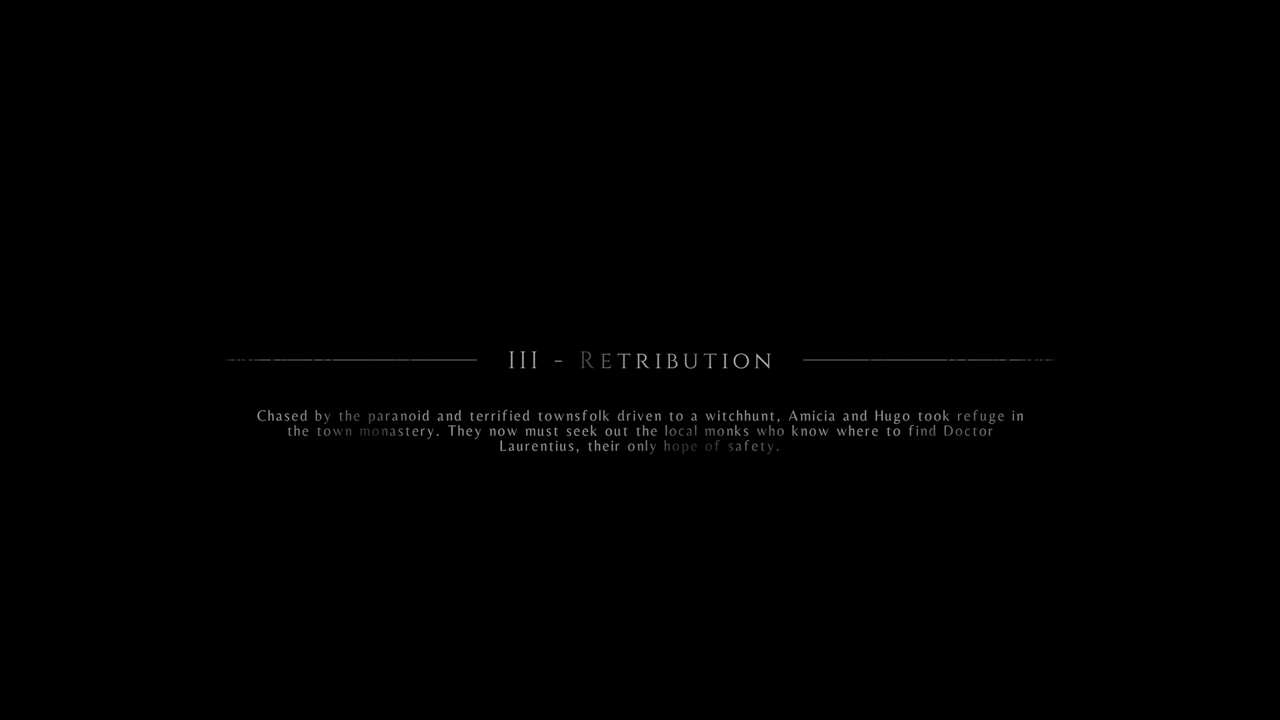 III - Retribution
Chased by the paranoid and terrified townsfolk driven to a witchhunt, Amicia and Hugo took refuge in
the town monastery. They now must seek out the local monks who know where to find Doctor
Laurentius, their only hope of safety.